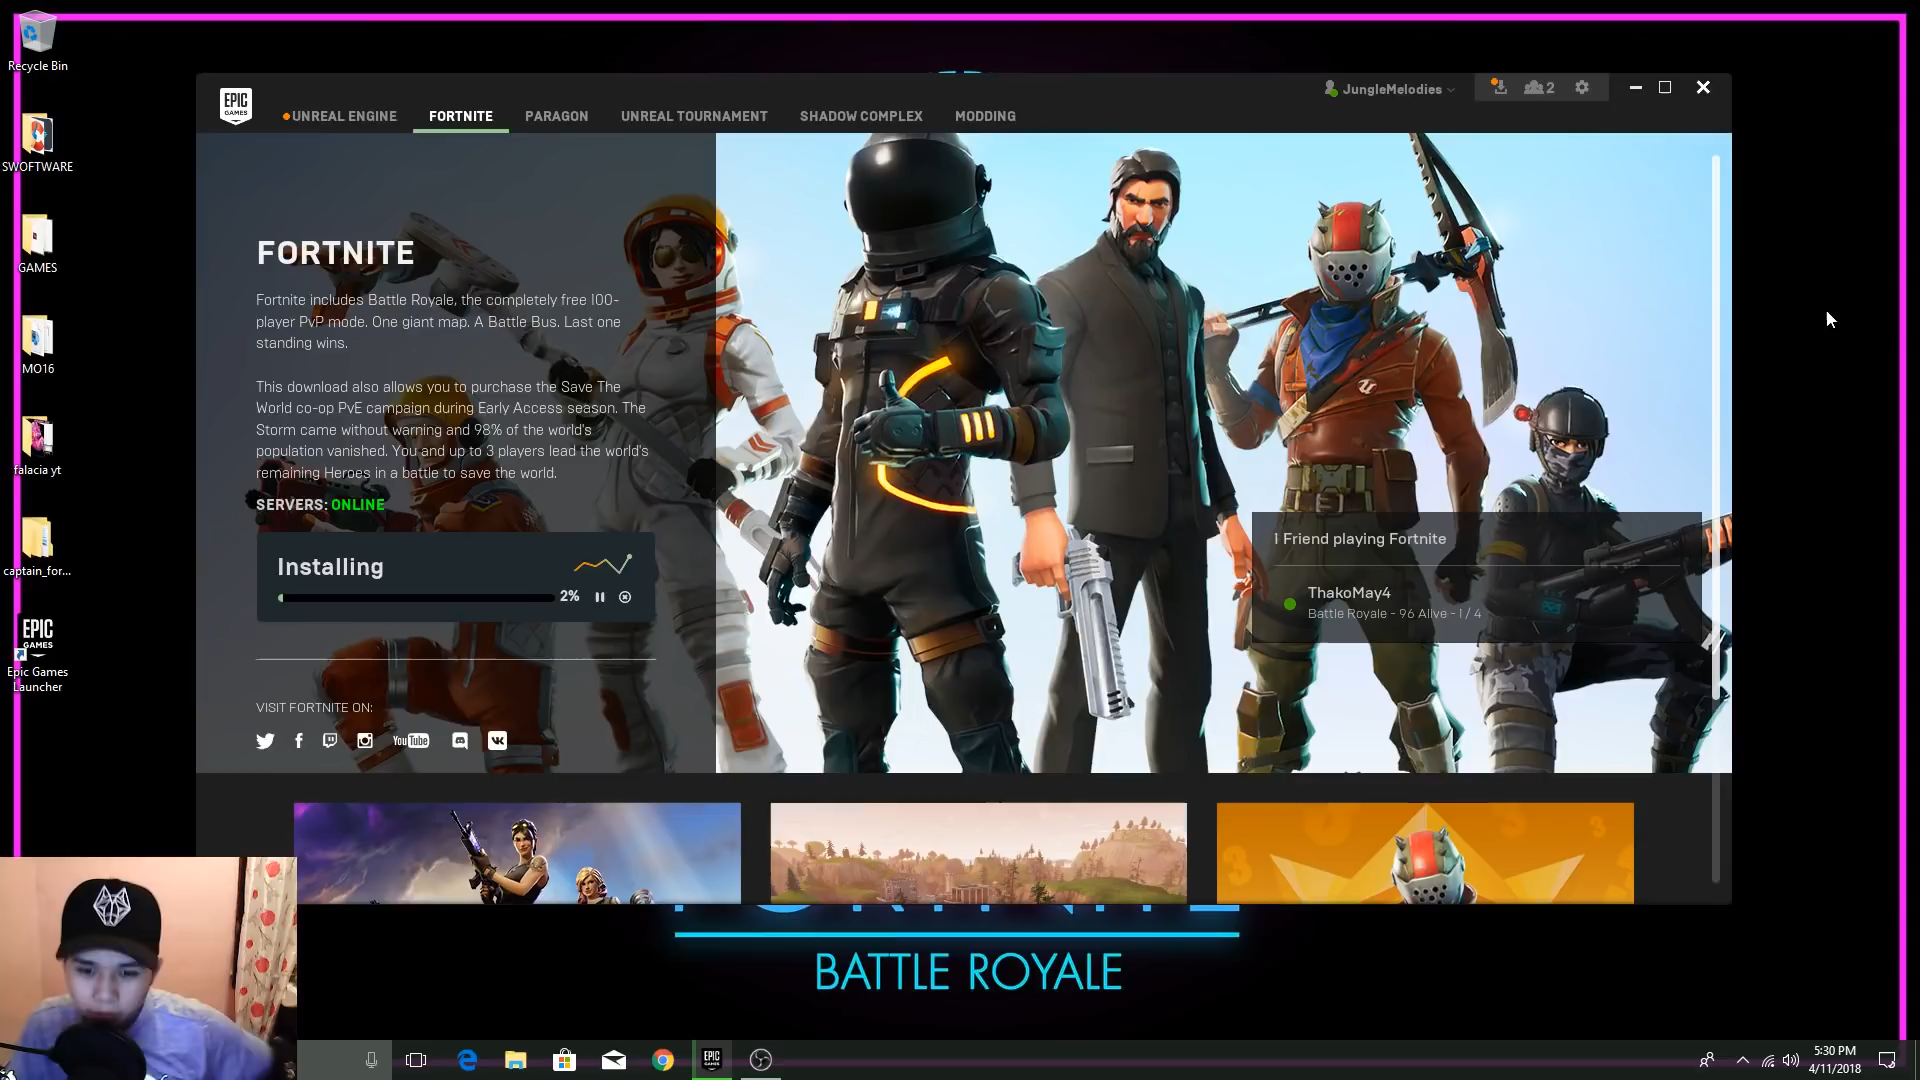 Recycle Bin
SWOFTWARE
GAMES
MO16
falacia yt
captain_for...
EPIC
GAMES
Epic Games
Launcher
EPIC
GAMES
UNREAL ENGINE
FORTNITE
PARAGON
UNREAL TOURNAMENT
SHADOW COMPLEX
MODDING
JungleMelodies
2
FORTNITE
Fortnite includes Battle Royale, the completely free 100-
player PvP mode. One giant map. A Battle Bus. Last one
standing wins.
This download also allows you to purchase the Save The
World co-op PvE campaign during Early Access season. The
Storm came without warning and 98% of the world's
population vanished. You and up to 3 players lead the world's
remaining Heroes in a battle to save the world.
SERVERS: ONLINE
Installing
2%
VISIT FORTNITE ON:
You Tube
1 Friend playing Fortnite
ThakoMay4
Battle Royale - 96 Alive - 1 / 4
BATTLE ROYALE
EPIC
GAMES
5:30 PM
4/11/2018